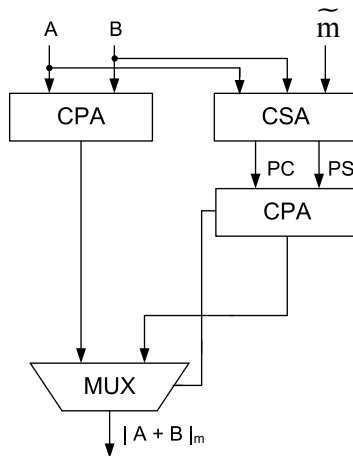 A B m̃
CPA CSA
PC PS
CPA
MUX
| A + B |ₘ